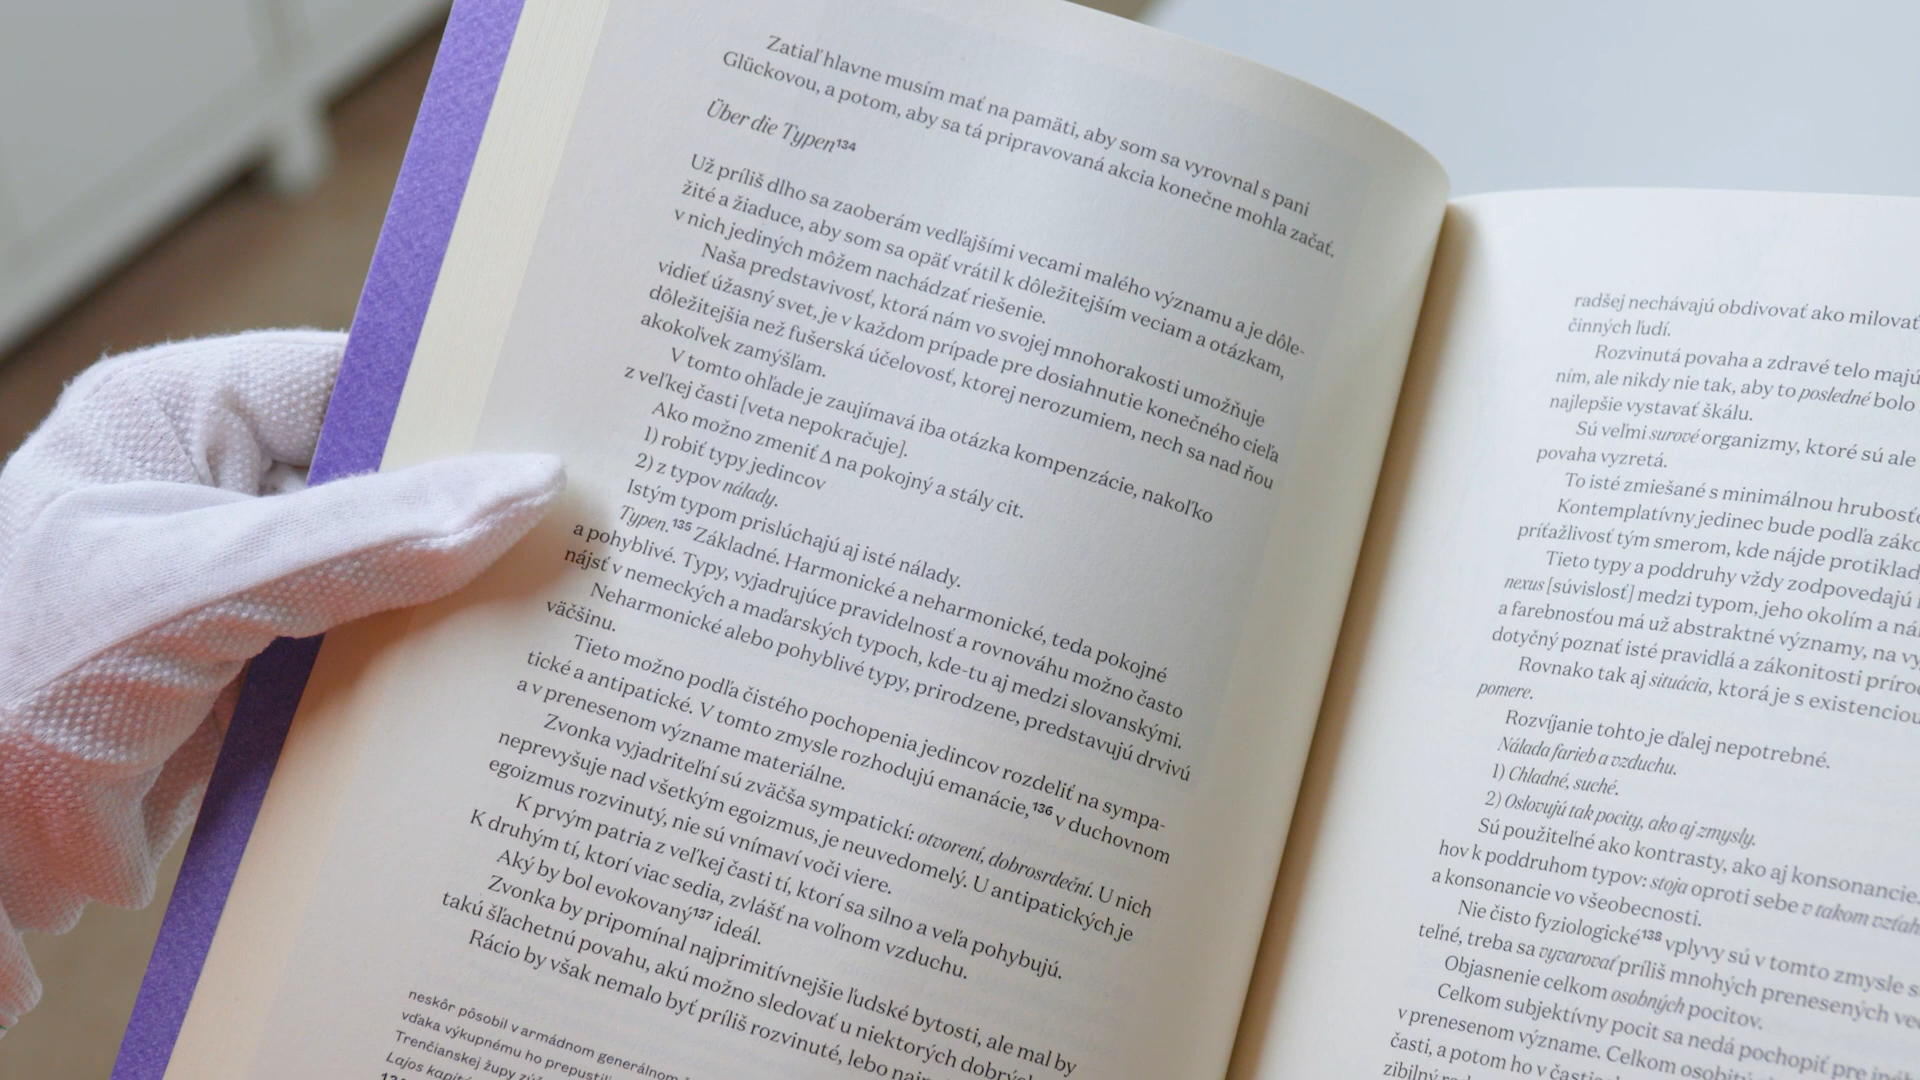 Zatiaľ hlavne musím mať na pamäti, aby som sa vyrovnal s pani
Glückovou, a potom, aby sa tá pripravovaná akcia konečne mohla začať.
Über die Typen¹³⁴
Už príliš dlho sa zaoberám vedľajšími vecami malého významu a je dôle-
žité a žiaduce, aby som sa opäť vrátil k dôležitejším veciam a otázkam,
v nich jediných môžem nachádzať riešenie.
Naša predstavivosť, ktorá nám vo svojej mnohorakosti umožňuje
vidieť úžasný svet, je v každom prípade pre dosiahnutie konečného cieľa
dôležitejšia než fušerská účelovosť, ktorej nerozumiem, nech sa nad ňou
akokoľvek zamýšľam.
V tomto ohľade je zaujímavá iba otázka kompenzácie, nakoľko
z veľkej časti [veta nepokračuje].
Ako možno zmeniť Δ na pokojný a stály cit.
1) robiť typy jedincov
2) z typov nálady.
Istým typom prislúchajú aj isté nálady.
Typen.¹³⁵ Základné. Harmonické a neharmonické, teda pokojné
a pohyblivé. Typy, vyjadrujúce pravidelnosť a rovnováhu možno často
nájsť v nemeckých a maďarských typoch, kde-tu aj medzi slovanskými.
Neharmonické alebo pohyblivé typy, prirodzene, predstavujú drvivú
väčšinu.
Tieto možno podľa čistého pochopenia jedincov rozdeliť na sympa-
tické a antipatické. V tomto zmysle rozhodujú emanácie,¹³⁶ v duchovnom
a v prenesenom význame materiálne.
Zvonka vyjadriteľní sú zväčša sympatickí: otvorení, dobrosrdeční. U nich
neprevyšuje nad všetkým egoizmus, je neuvedomelý. U antipatických je
egoizmus rozvinutý, nie sú vnímaví voči viere.
K prvým patria z veľkej časti tí, ktorí sa silno a veľa pohybujú.
K druhým tí, ktorí viac sedia, zvlášť na voľnom vzduchu.
Aký by bol evokovaný¹³⁷ ideál.
Zvonka by pripomínal najprimitívnejšie ľudské bytosti, ale mal by
takú šľachetnú povahu, akú možno sledovať u niektorých
Rácio by však nemalo byť príliš rozvinuté, lebo
neskôr pôsobil v armádnom generálnom
vďaka výkupnému ho prepustili
Trenčianskej župy
Lajos
radšej nechávajú obdivovať ako milovať
činných ľudí.
Rozvinutá povaha a zdravé telo majú
ním, ale nikdy nie tak, aby to posledné bolo
najlepšie vystavať škálu.
Sú veľmi surové organizmy, ktoré sú ale
povaha vyzretá.
To isté zmiešané s minimálnou
Kontemplatívny jedinec bude podľa
príťažlivosť tým smerom, kde nájde
Tieto typy a poddruhy vždy zodpovedajú
nexus [súvislosť] medzi typom, jeho okolím a
a farebnosťou má už abstraktné významy, na
dotyčný poznať isté pravidlá a zákonitosti
Rovnako tak aj situácia, ktorá je s
pomere.
Rozvíjanie tohto je ďalej nepotrebné.
Nálada farieb a vzduchu.
1) Chladné, suché.
2) Oslovujú tak pocity, ako aj zmysly.
Sú použiteľné ako kontrasty, ako aj konsonancie.
hov k poddruhom typov: stoja oproti sebe v takom
a konsonancie vo všeobecnosti.
Nie čisto fyziologické¹³⁸ vplyvy sú v tomto zmysle
teľné, treba sa vyvarovať príliš mnohých prenesených
Objasnenie celkom osobných pocitov.
Celkom subjektívny pocit sa nedá pochopiť pre
v prenesenom význame. Celkom
časti, a potom ho v